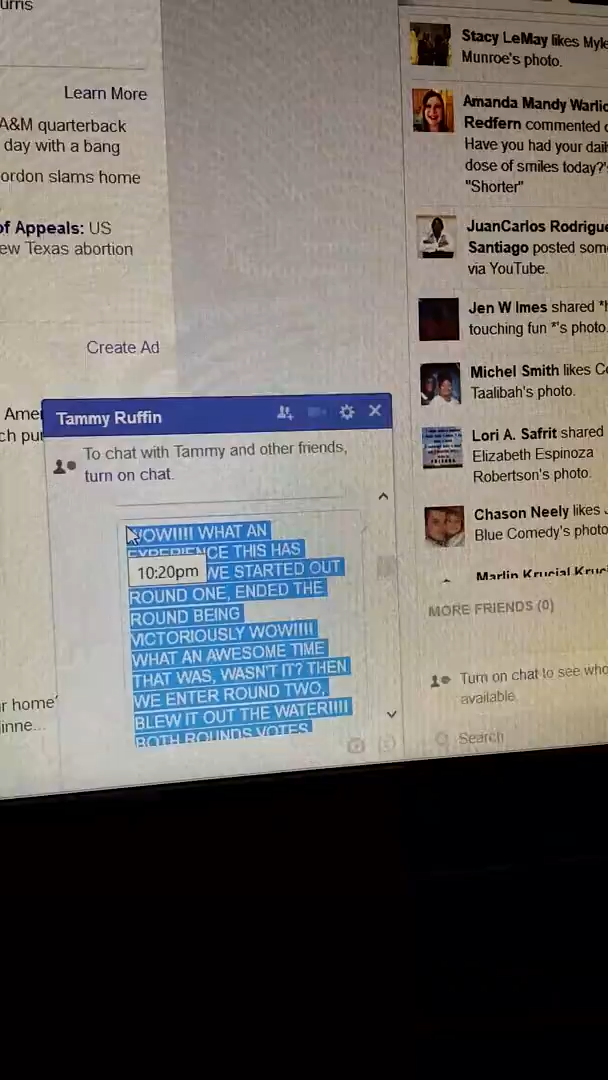 Learn More
A&M quarterback
day with a bang
ordon slams home
of Appeals: US
ew Texas abortion
Create Ad
Amer
ch pur
r home'
inne...
Stacy LeMay likes Myle
Munroe's photo.
Amanda Mandy Warlic
Redfern commented o
Have you had your dail
dose of smiles today?'s
"Shorter"
JuanCarlos Rodrigue
Santiago posted som
via YouTube.
Jen W Imes shared *h
touching fun *'s photo.
Michel Smith likes Co
Taalibah's photo.
Lori A. Safrit shared
Elizabeth Espinoza
Robertson's photo.
Chason Neely likes J
Blue Comedy's photo
Marlin Krucial Kruci
MORE FRIENDS (0)
Turn on chat to see who
available.
Search
Tammy Ruffin
To chat with Tammy and other friends,
turn on chat.
WOW!!!! WHAT AN
EXPERIENCE THIS HAS
10:20pm
WE STARTED OUT
ROUND ONE, ENDED THE
ROUND BEING
VICTORIOUSLY WOW!!!!
WHAT AN AWESOME TIME
THAT WAS, WASN'T IT? THEN
WE ENTER ROUND TWO,
BLEW IT OUT THE WATER!!!!
BOTH ROUNDS VOTES